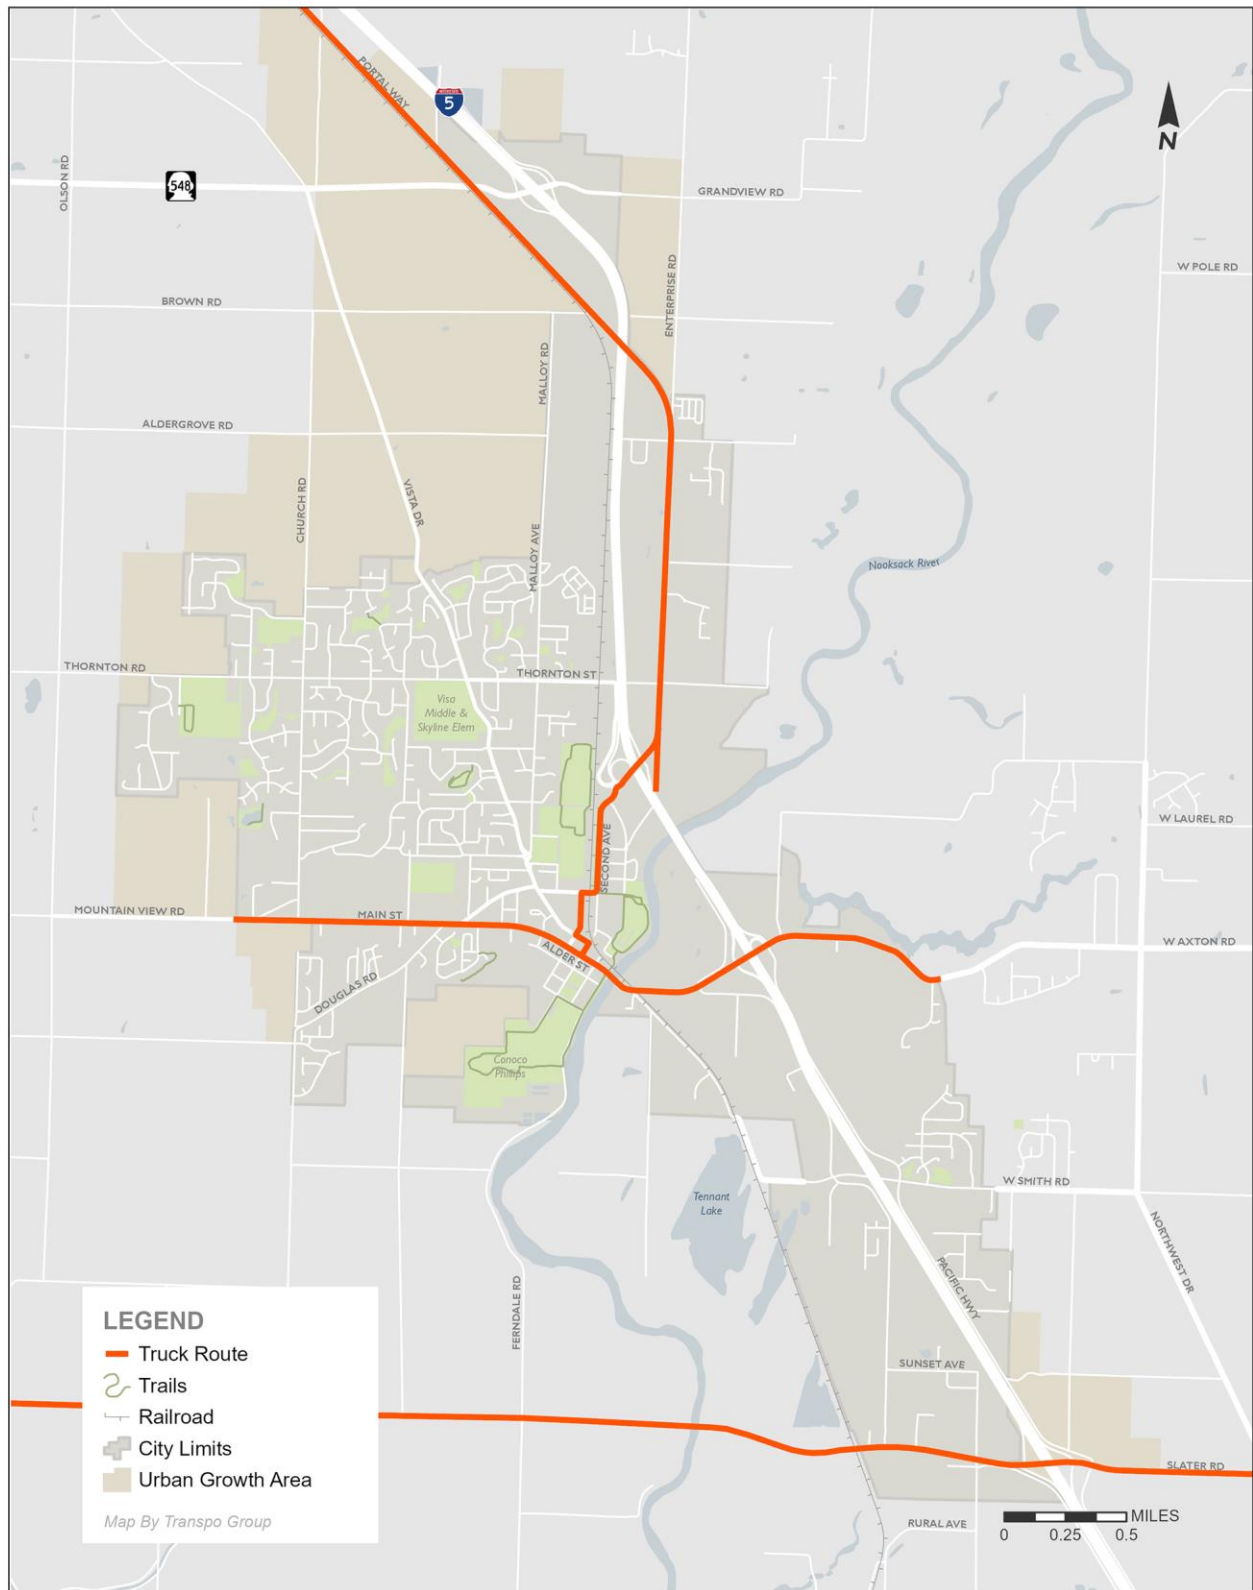 PORTAL WAY
INTERSTATE
5
N
OLSON RD
548
GRANDVIEW RD
W POLE RD
ENTERPRISE RD
BROWN RD
MALLOY RD
ALDERGROVE RD
VISTA DR
CHURCH RD
MALLOY AVE
Nooksack River
THORNTON RD
THORNTON ST
Visa
Middle &
Skyline Elem
W LAUREL RD
SECOND AVE
MOUNTAIN VIEW RD
MAIN ST
ALDER ST
W AXTON RD
DOUGLAS RD
Conoco
Phillips
W SMITH RD
Tennant
Lake
NORTHWEST DR
PACIFIC HWY
FERNDALE RD
SUNSET AVE
SLATER RD
RURAL AVE
LEGEND
Truck Route
Trails
Railroad
City Limits
Urban Growth Area
Map By Transpo Group
MILES
0 0.25 0.5